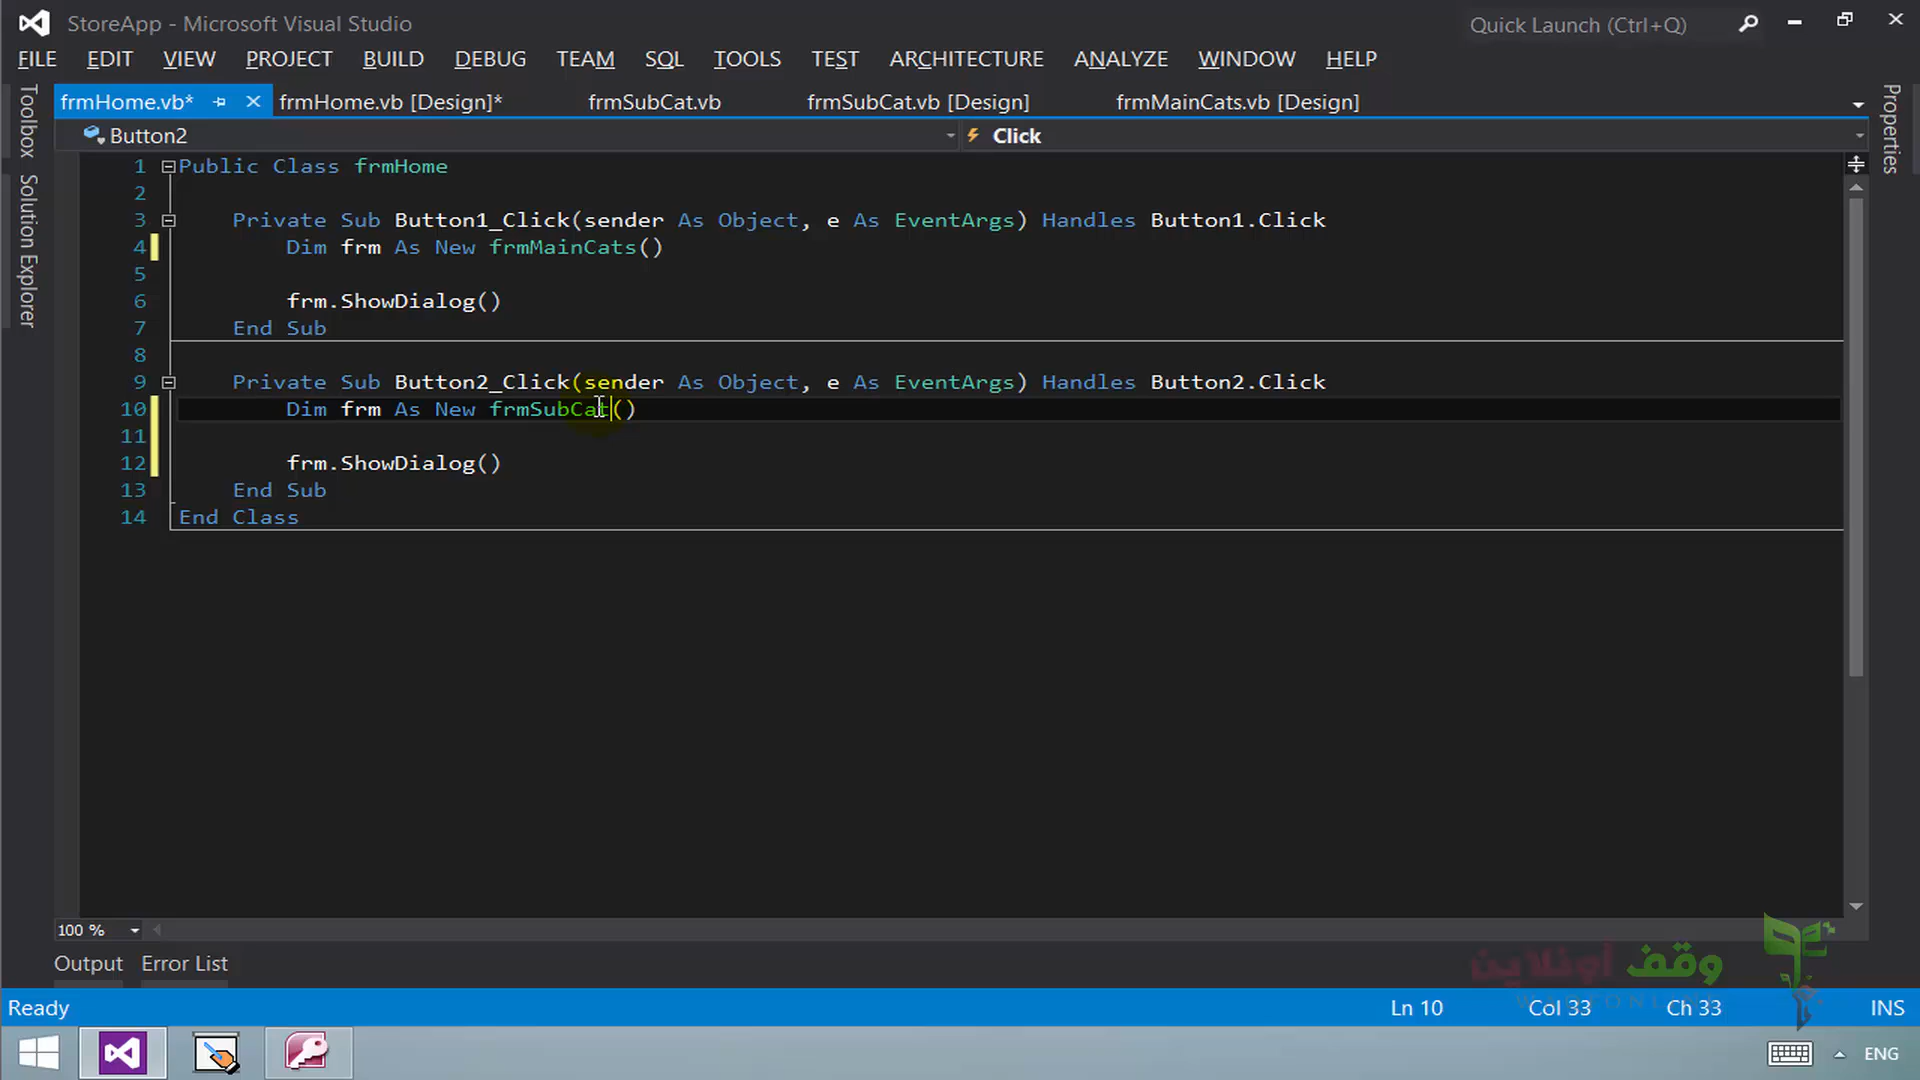 StoreApp - Microsoft Visual Studio
Quick Launch (Ctrl+Q)
FILE EDIT VIEW PROJECT BUILD DEBUG TEAM SQL TOOLS TEST ARCHITECTURE ANALYZE WINDOW HELP
frmHome.vb* frmHome.vb [Design]* frmSubCat.vb frmSubCat.vb [Design] frmMainCats.vb [Design]
Toolbox
Solution Explorer
Properties
Button2 Click
1 Public Class frmHome
2
3 Private Sub Button1_Click(sender As Object, e As EventArgs) Handles Button1.Click
4 Dim frm As New frmMainCats()
5
6 frm.ShowDialog()
7 End Sub
8
9 Private Sub Button2_Click(sender As Object, e As EventArgs) Handles Button2.Click
10 Dim frm As New frmSubCat()
11
12 frm.ShowDialog()
13 End Sub
14 End Class
100 %
Output Error List
وقف أونلاين
Ready Ln 10 Col 33 Ch 33 INS
ENG